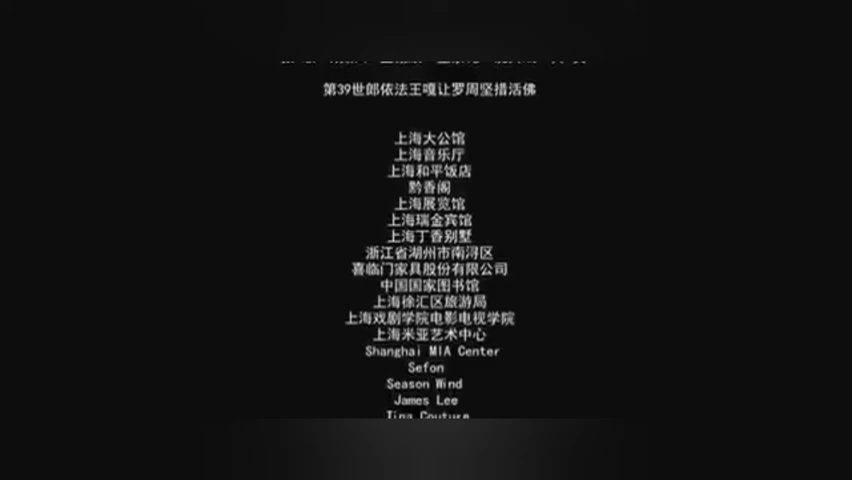 第39世郎依法王嘎让罗周坚措活佛
上海大公馆
上海音乐厅
上海和平饭店
黔香阁
上海展览馆
上海瑞金宾馆
上海丁香别墅
浙江省湖州市南浔区
喜临门家具股份有限公司
中国国家图书馆
上海徐汇区旅游局
上海戏剧学院电影电视学院
上海米亚艺术中心
Shanghai MIA Center
Sefon
Season Wind
James Lee
Tina Couture